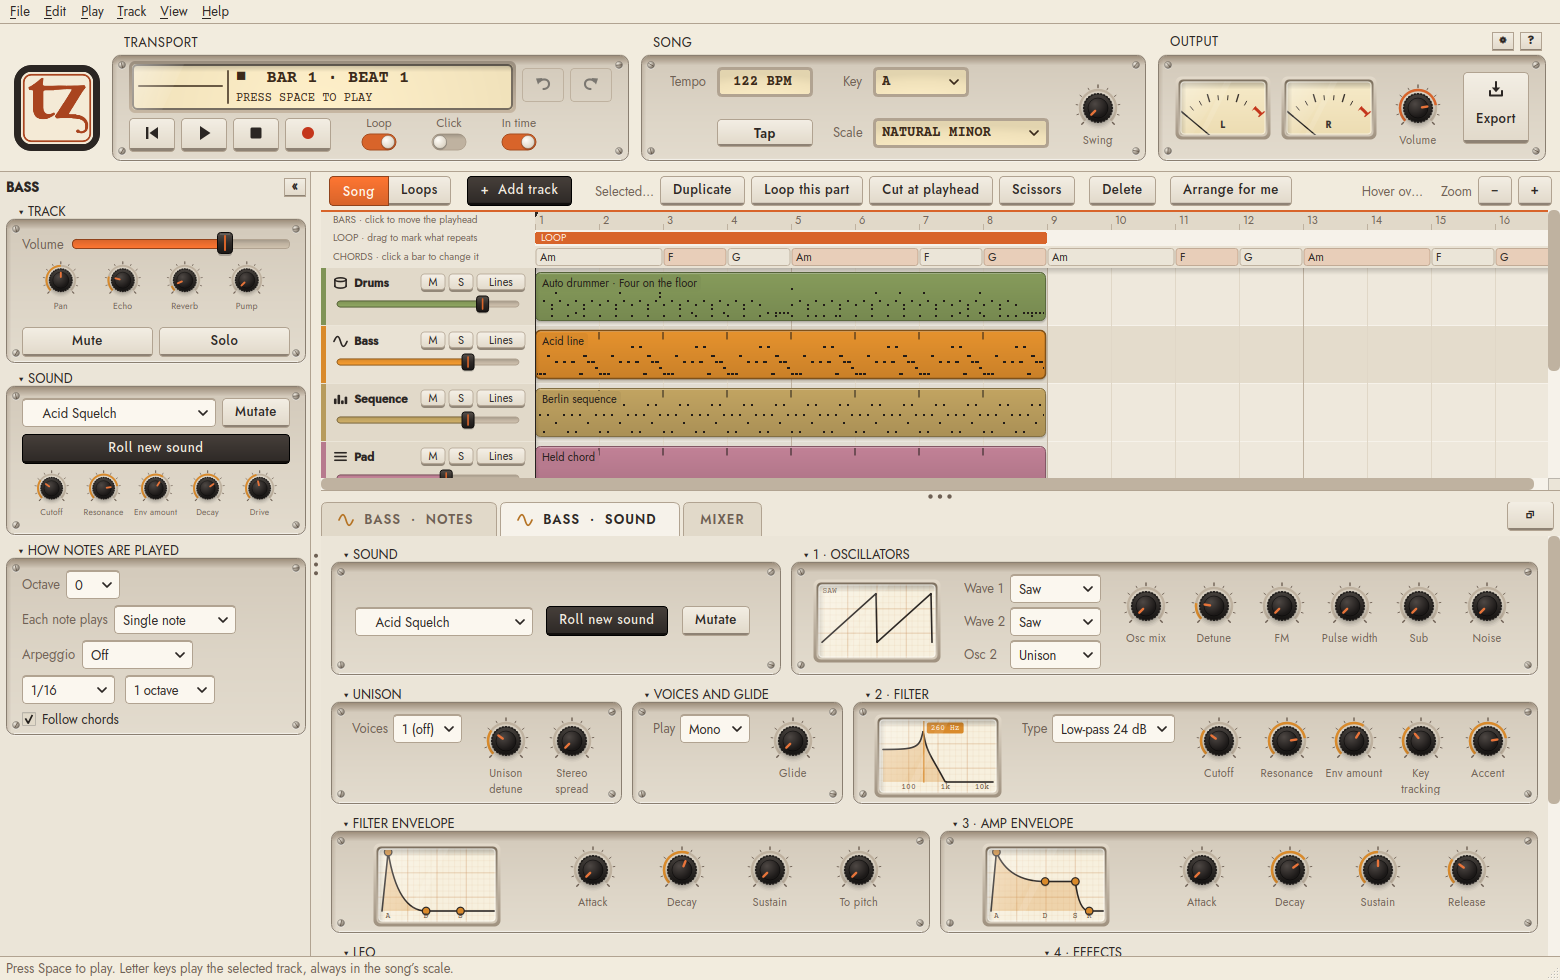 File Edit Play Track View Help
TRANSPORT
SONG
OUTPUT
?
tz
BAR 1 · BEAT 1
PRESS SPACE TO PLAY
Loop Click In time
Tempo 122 BPM Key A
Tap Scale NATURAL MINOR
Swing
L R
Volume
Export
BASS «
TRACK
Volume
Pan Echo Reverb Pump
Mute Solo
SOUND
Acid Squelch Mutate
Roll new sound
Cutoff Resonance Env amount Decay Drive
HOW NOTES ARE PLAYED
Octave 0
Each note plays Single note
Arpeggio Off
1/16 1 octave
Follow chords
Song Loops + Add track Selected... Duplicate Loop this part Cut at playhead Scissors Delete Arrange for me Hover ov... Zoom − +
BARS · click to move the playhead 1 2 3 4 5 6 7 8 9 10 11 12 13 14 15 16
LOOP · drag to mark what repeats LOOP
CHORDS · click a bar to change it Am F G Am F G Am F G Am F G
Drums M S Lines Auto drummer · Four on the floor
Bass M S Lines Acid line
Sequence M S Lines Berlin sequence
Pad M S Lines Held chord
BASS · NOTES BASS · SOUND MIXER
SOUND
Acid Squelch Roll new sound Mutate
1 · OSCILLATORS
SAW
Wave 1 Saw
Wave 2 Saw
Osc 2 Unison
Osc mix Detune FM Pulse width Sub Noise
UNISON
Voices 1 (off)
Unison detune Stereo spread
VOICES AND GLIDE
Play Mono
Glide
2 · FILTER
260 Hz
100 1k 10k
Type Low-pass 24 dB
Cutoff Resonance Env amount Key tracking Accent
FILTER ENVELOPE
A D S
Attack Decay Sustain To pitch
3 · AMP ENVELOPE
A D S R
Attack Decay Sustain Release
LFO
4 · EFFECTS
Press Space to play. Letter keys play the selected track, always in the song's scale.